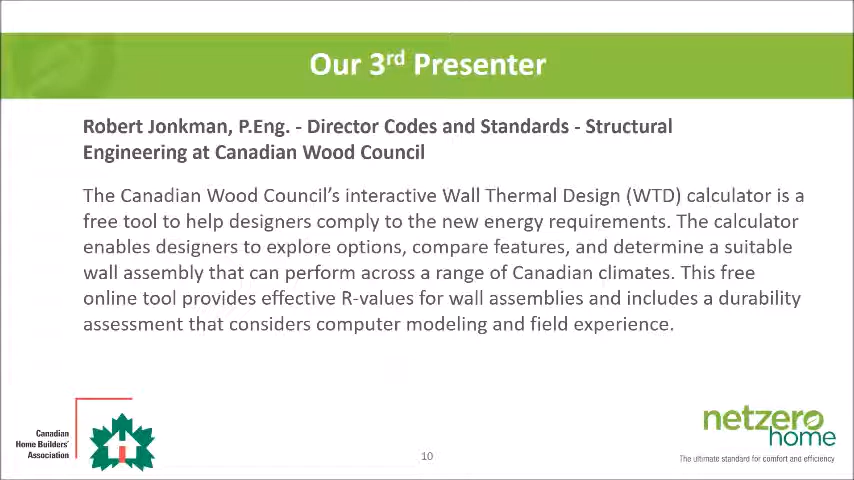 Our 3rd Presenter
Robert Jonkman, P.Eng. - Director Codes and Standards - Structural
Engineering at Canadian Wood Council
The Canadian Wood Council's interactive Wall Thermal Design (WTD) calculator is a
free tool to help designers comply to the new energy requirements. The calculator
enables designers to explore options, compare features, and determine a suitable
wall assembly that can perform across a range of Canadian climates. This free
online tool provides effective R-values for wall assemblies and includes a durability
assessment that considers computer modeling and field experience.
Canadian
Home Builders'
Association
10
netzero
home
The ultimate standard for comfort and efficiency